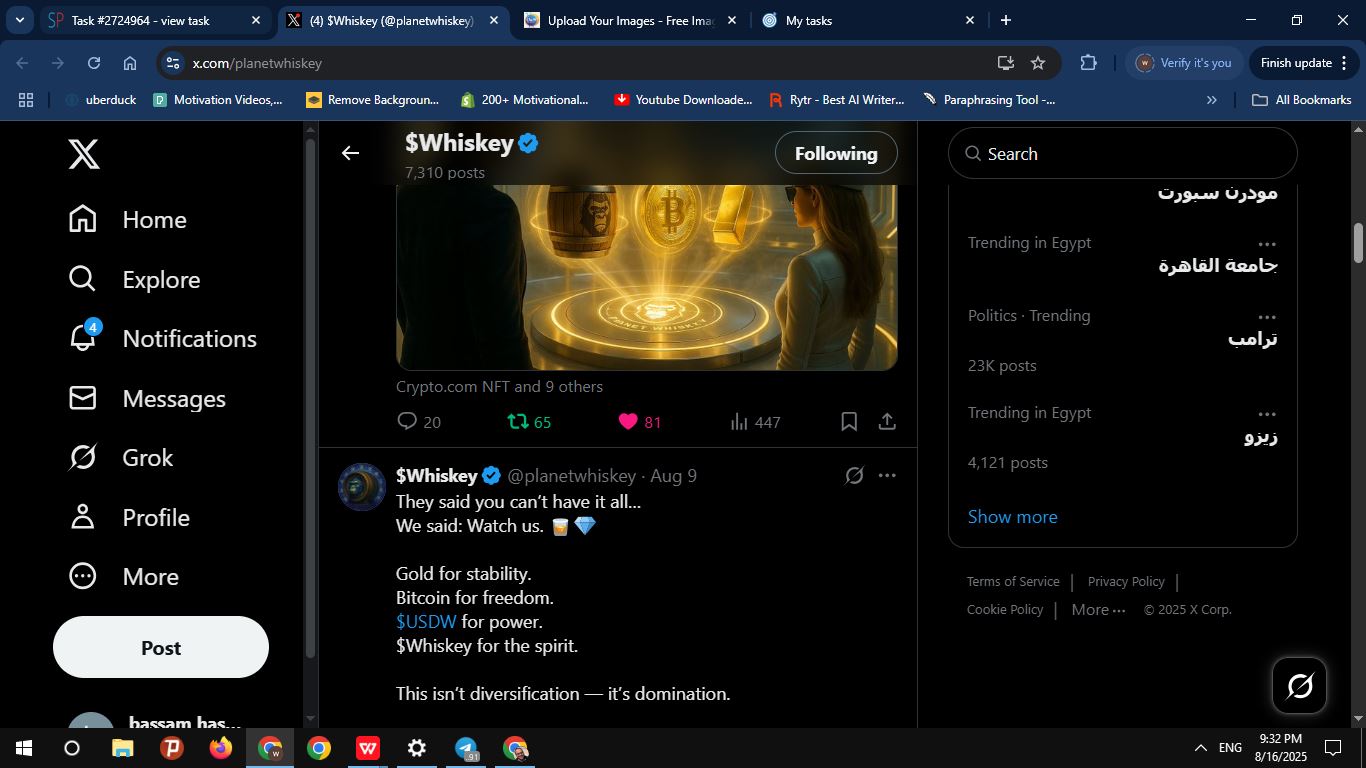 Task #2724964 - view task
(4) $Whiskey (@planetwhiskey)
Upload Your Images - Free Ima
My tasks
x.com/planetwhiskey
Verify it's you
Finish update
uberduck
Motivation Videos,...
Remove Backgroun...
200+ Motivational...
Youtube Downloade...
Rytr - Best AI Writer...
Paraphrasing Tool -...
All Bookmarks
Home
Explore
4
Notifications
Messages
Grok
Profile
More
Post
bassam has...
$Whiskey
7,310 posts
Following
PLANET WHISKEY
Crypto.com NFT and 9 others
20
65
81
447
$Whiskey @planetwhiskey · Aug 9
They said you can’t have it all...
We said: Watch us. 🥃💎
Gold for stability.
Bitcoin for freedom.
$USDW for power.
$Whiskey for the spirit.
This isn’t diversification — it’s domination.
Search
مودرن سبورت
Trending in Egypt
جامعة القاهرة
Politics · Trending
ترامب
23K posts
Trending in Egypt
زيزو
4,121 posts
Show more
Terms of Service | Privacy Policy |
Cookie Policy | More ··· © 2025 X Corp.
91
ENG
9:32 PM
8/16/2025